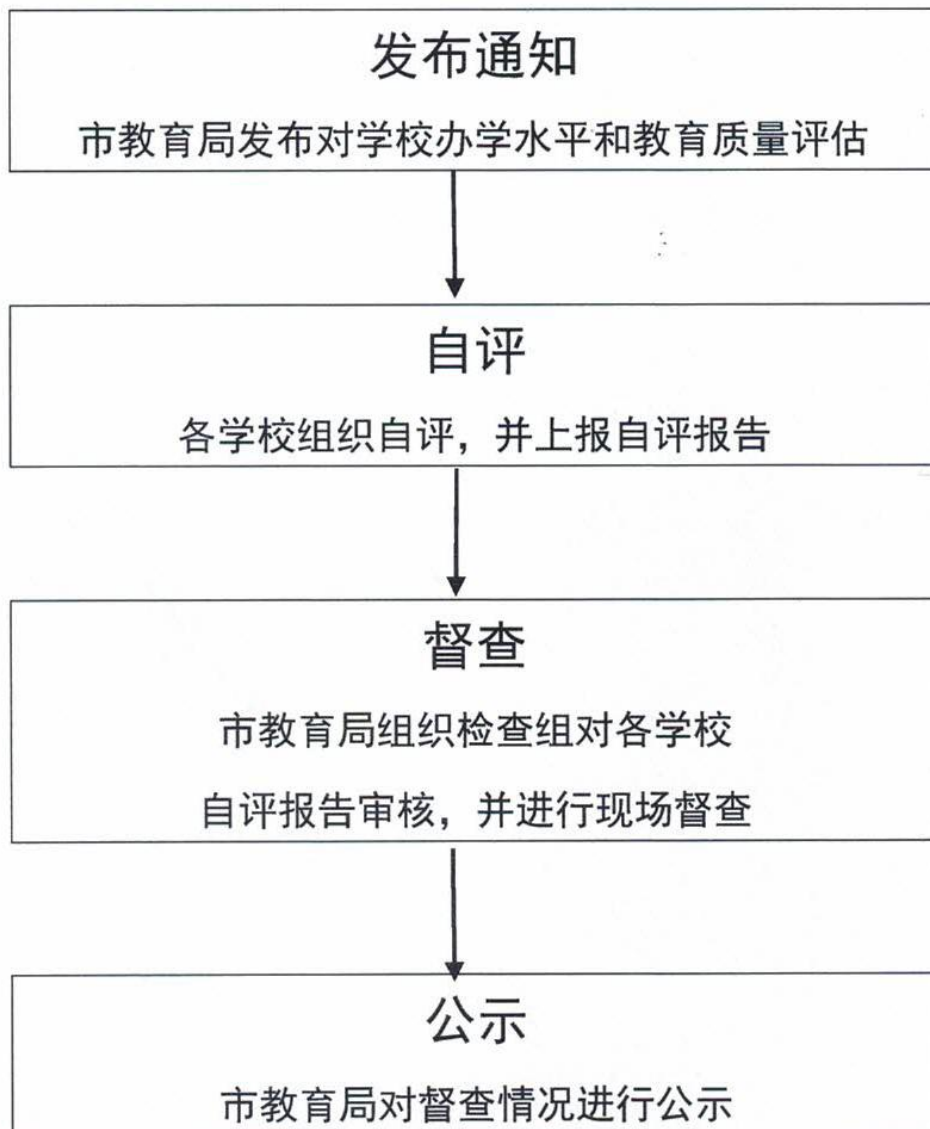 发布通知
市教育局发布对学校办学水平和教育质量评估
自评
各学校组织自评，并上报自评报告
督查
市教育局组织检查组对各学校
自评报告审核，并进行现场督查
公示
市教育局对督查情况进行公示